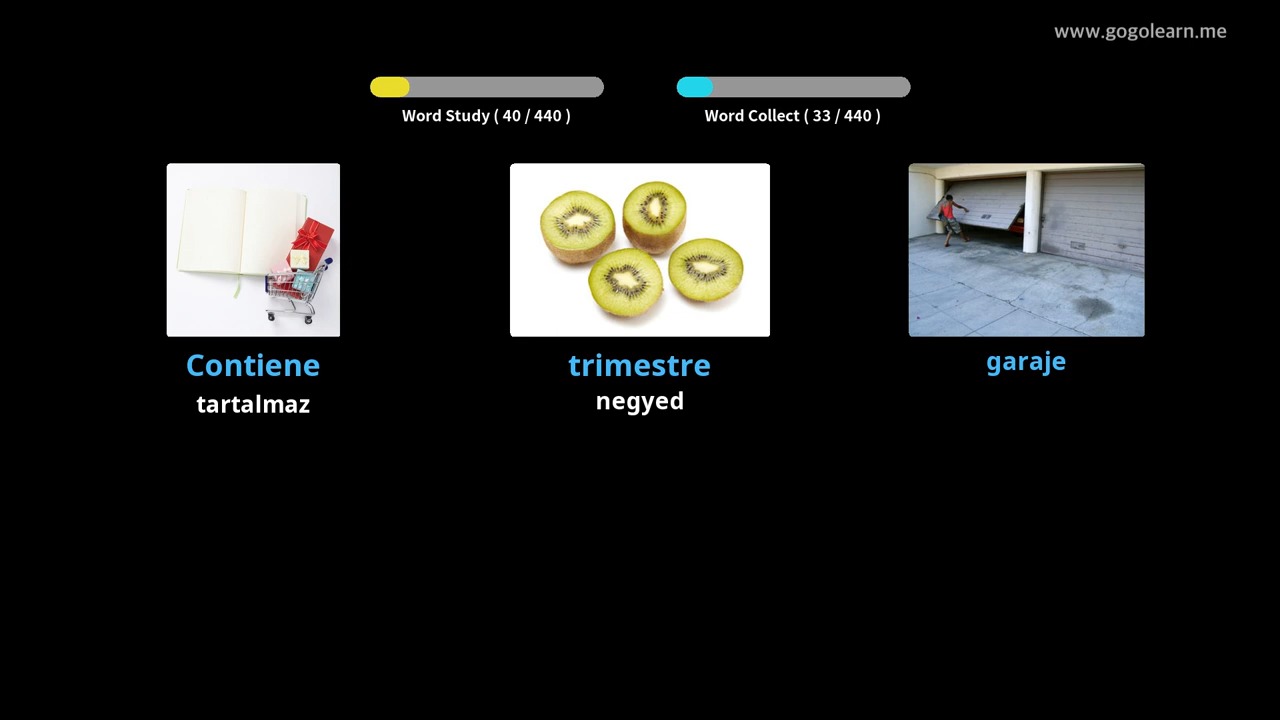 www.gogolearn.me
Word Study ( 40 / 440 )
Word Collect ( 33 / 440 )
Contiene
tartalmaz
trimestre
negyed
garaje